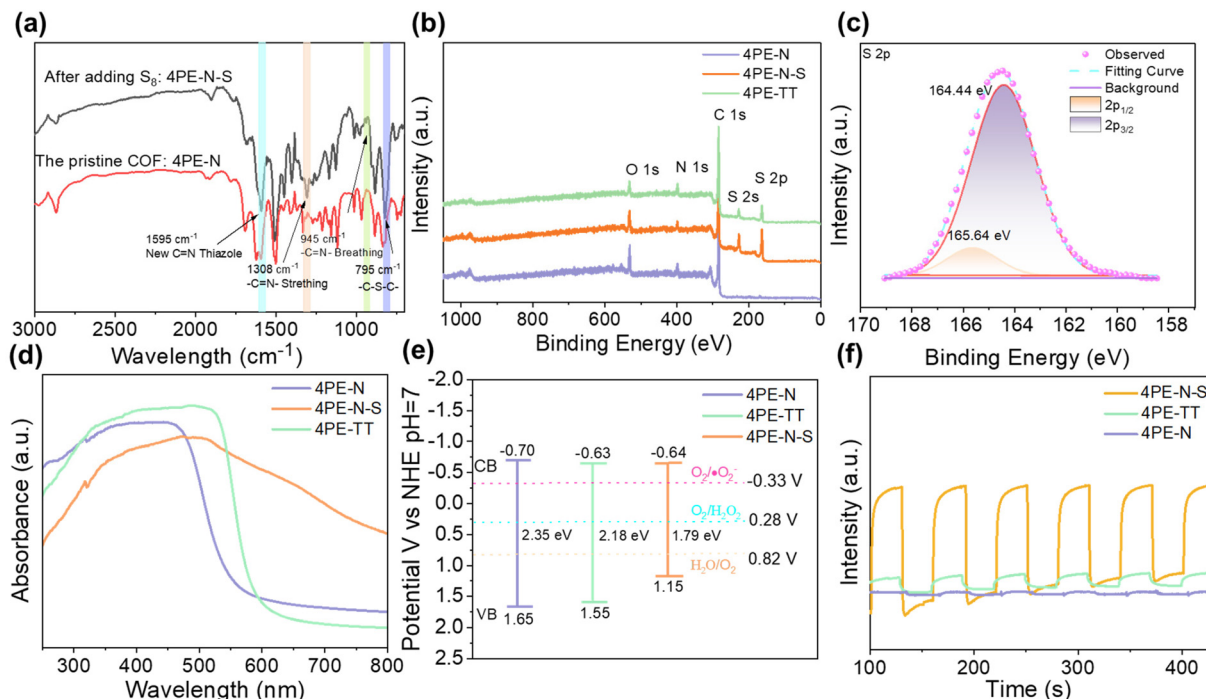 (a)
After adding S8: 4PE-N-S
The pristine COF: 4PE-N
1595 cm-1
New C=N Thiazole
1308 cm-1
-C=N- Strething
945 cm-1
-C=N- Breathing
795 cm-1
-C-S-C-
3000 2500 2000 1500 1000
Wavelength (cm-1)
(b)
Intensity (a.u.)
4PE-N
4PE-N-S
4PE-TT
C 1s
O 1s
N 1s
S 2s
S 2p
1000 800 600 400 200 0
Binding Energy (eV)
(c)
Intensity (a.u.)
S 2p
Observed
Fitting Curve
Background
2p1/2
2p3/2
164.44 eV
165.64 eV
170 168 166 164 162 160 158
Binding Energy (eV)
(d)
Absorbance (a.u.)
4PE-N
4PE-N-S
4PE-TT
300 400 500 600 700 800
Wavelength (nm)
(e)
Potential V vs NHE pH=7
-2.0
-1.5
-1.0
-0.5
0.0
0.5
1.0
1.5
2.0
2.5
4PE-N
4PE-TT
4PE-N-S
CB
-0.70
-0.63
-0.64
O2/•O2-
-0.33 V
O2/H2O2
0.28 V
2.35 eV
2.18 eV
1.79 eV
0.82 V
H2O/O2
1.15
VB
1.65
1.55
(f)
Intensity (a.u.)
4PE-N-S
4PE-TT
4PE-N
100 200 300 400
Time (s)